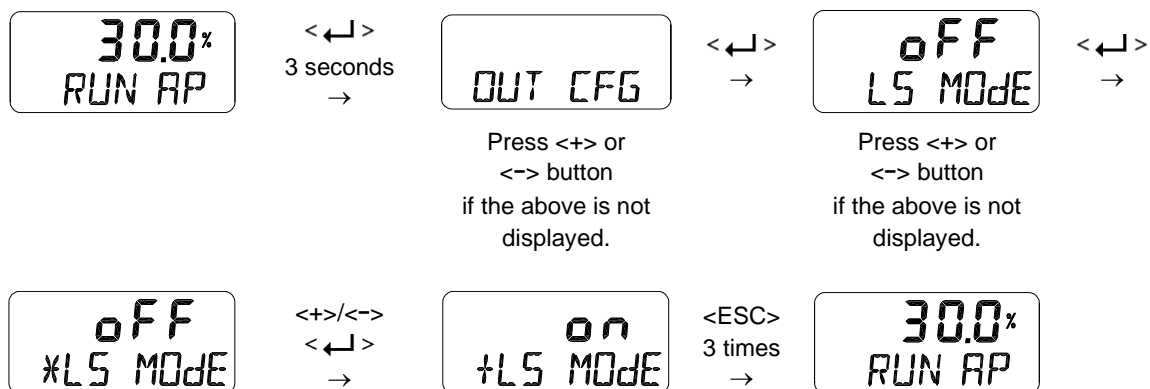 30.0%
RUN AP
<↵>
3 seconds
→
OUT CFG
Press <+> or
<-> button
if the above is not
displayed.
<↵>
→
oFF
LS MOdE
Press <+> or
<-> button
if the above is not
displayed.
<↵>
→
oFF
*LS MOdE
<+>/<->
<↵>
→
on
+LS MOdE
<ESC>
3 times
→
30.0%
RUN AP